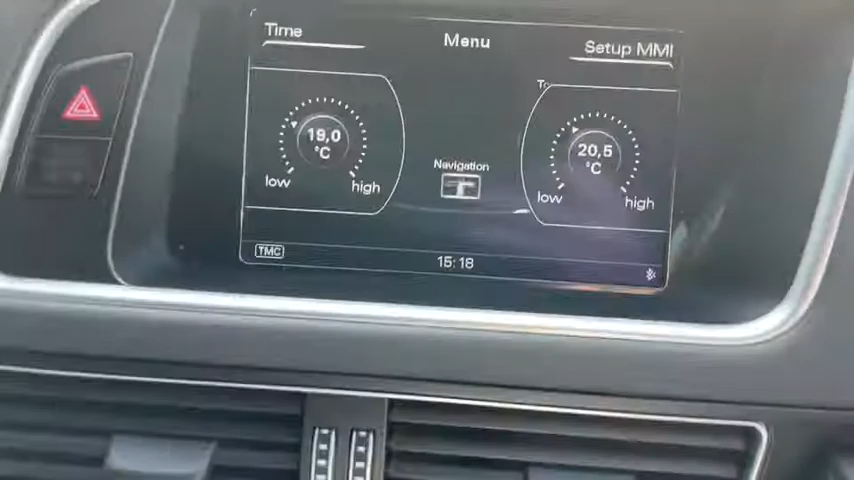 Time
Menu
Setup MMI
19,0
°C
low
high
Navigation
20,5
°C
low
high
TMC
15:18